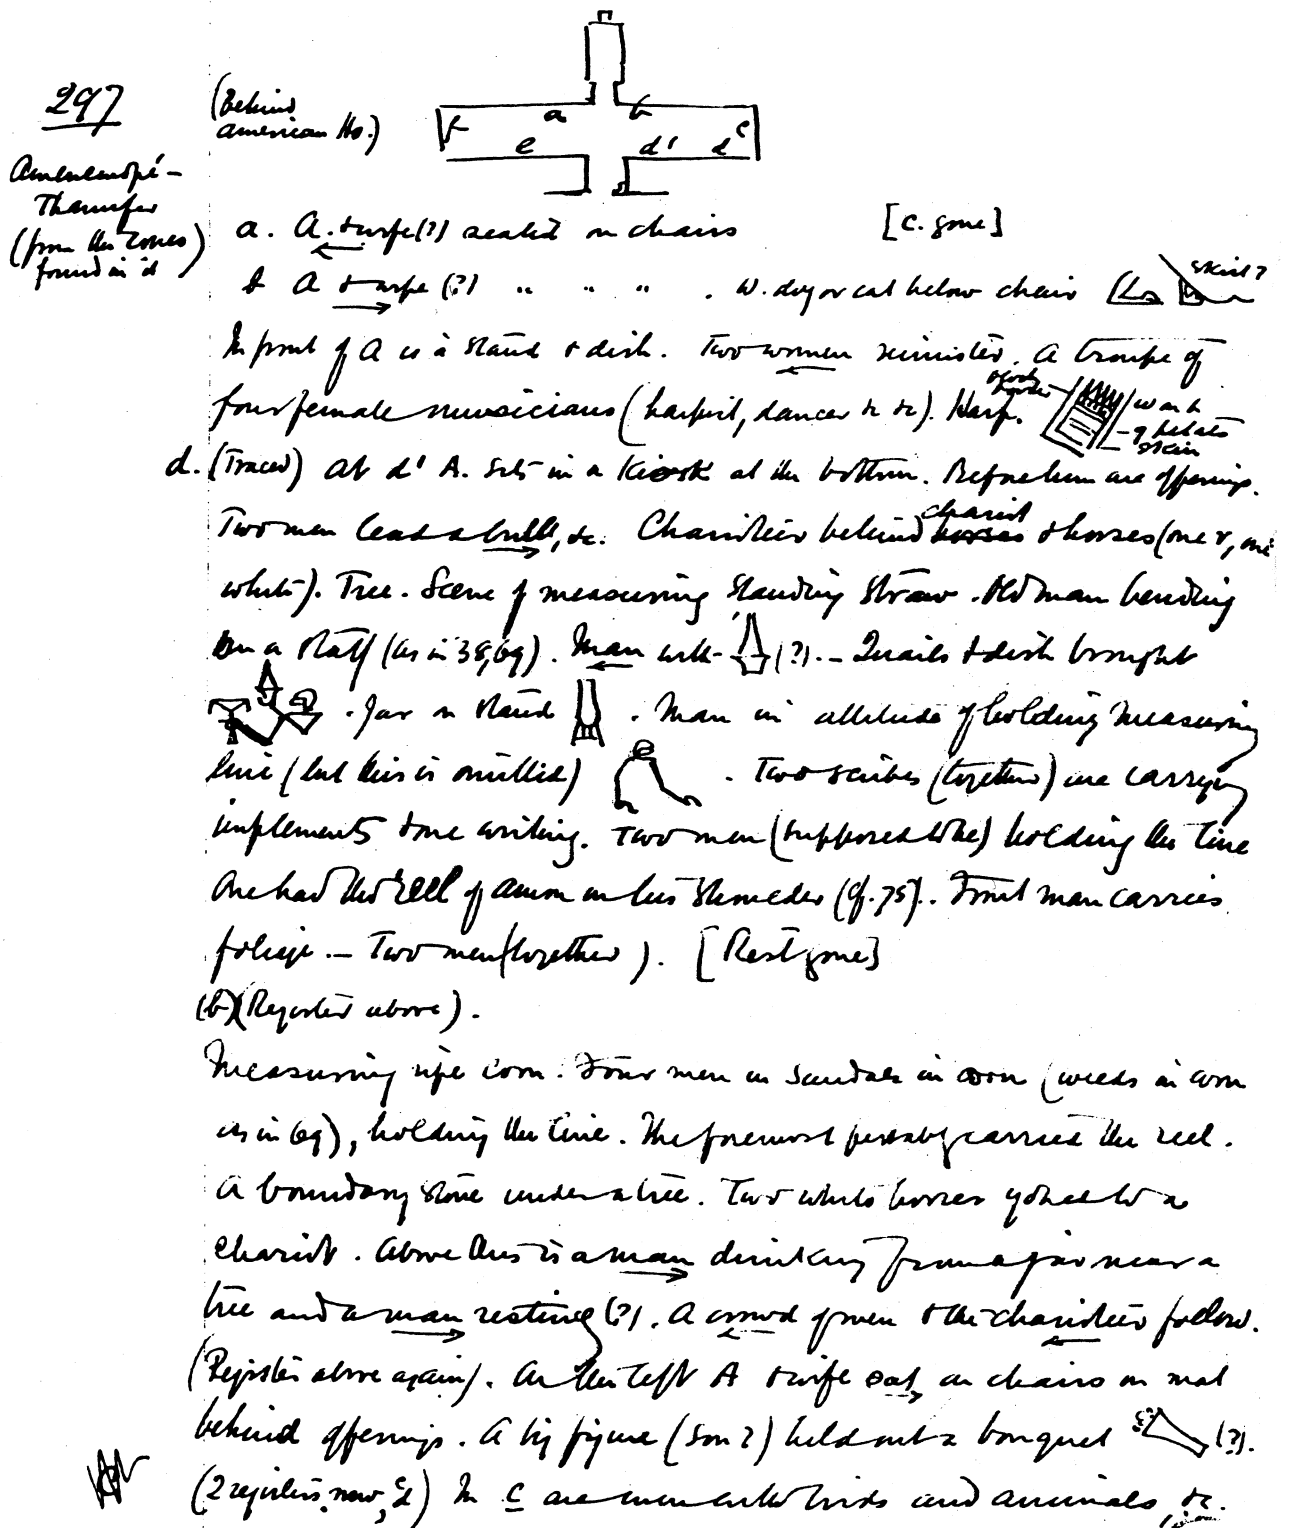 297
(Behind
american Ho.)
a b c d d' e f
Amenemopé -
Transfer
(from the cones)
found in it
a. A. & wife (?) seated on chairs [c. gone]
b A & wife (?) " " " . w. dog or cat below chair skirt?
In front of A is a stand & dish. Two women minister. A troupe of
four female musicians (harpist, dancer &c &c). Harp.
skin
d. (Traced) At d' A. sits in a kiosk at the bottom. Before him are offerings.
Two men lead a bull, &c. Charioteer behind chariot & horses (one r, one
white). Tree. Scene of measuring standing straw. Old man bending
on a staff (as in 38, 69). Man with (?). - Quails & dish brought
. Jar on stand . Man in attitude of holding measuring
line (but this is omitted) . Two scribes (together) are carrying
implements & one writing. Two men (supposed to be) holding the line
One had the reel of amon on his shoulder (cf. 75). Front man carries
foliage. - Two men (together). [Rest gone]
(b) (Register above).
Measuring ripe corn. Four men in sandals in corn (weeds in corn
as in 69), holding the line. The foremost probably carried the reel.
A boundary stone under a tree. Two white horses yoked to a
chariot. Above this is a man drinking from a jar near a
tree and a man resting (?). A crowd of men & the charioteer follow.
(Register above again). On the left A & wife sat on chairs on mat
behind offerings. A big figure (son?) held out a bouquet (?).
(2 registers now, c, d) In c are men with birds and animals &c.